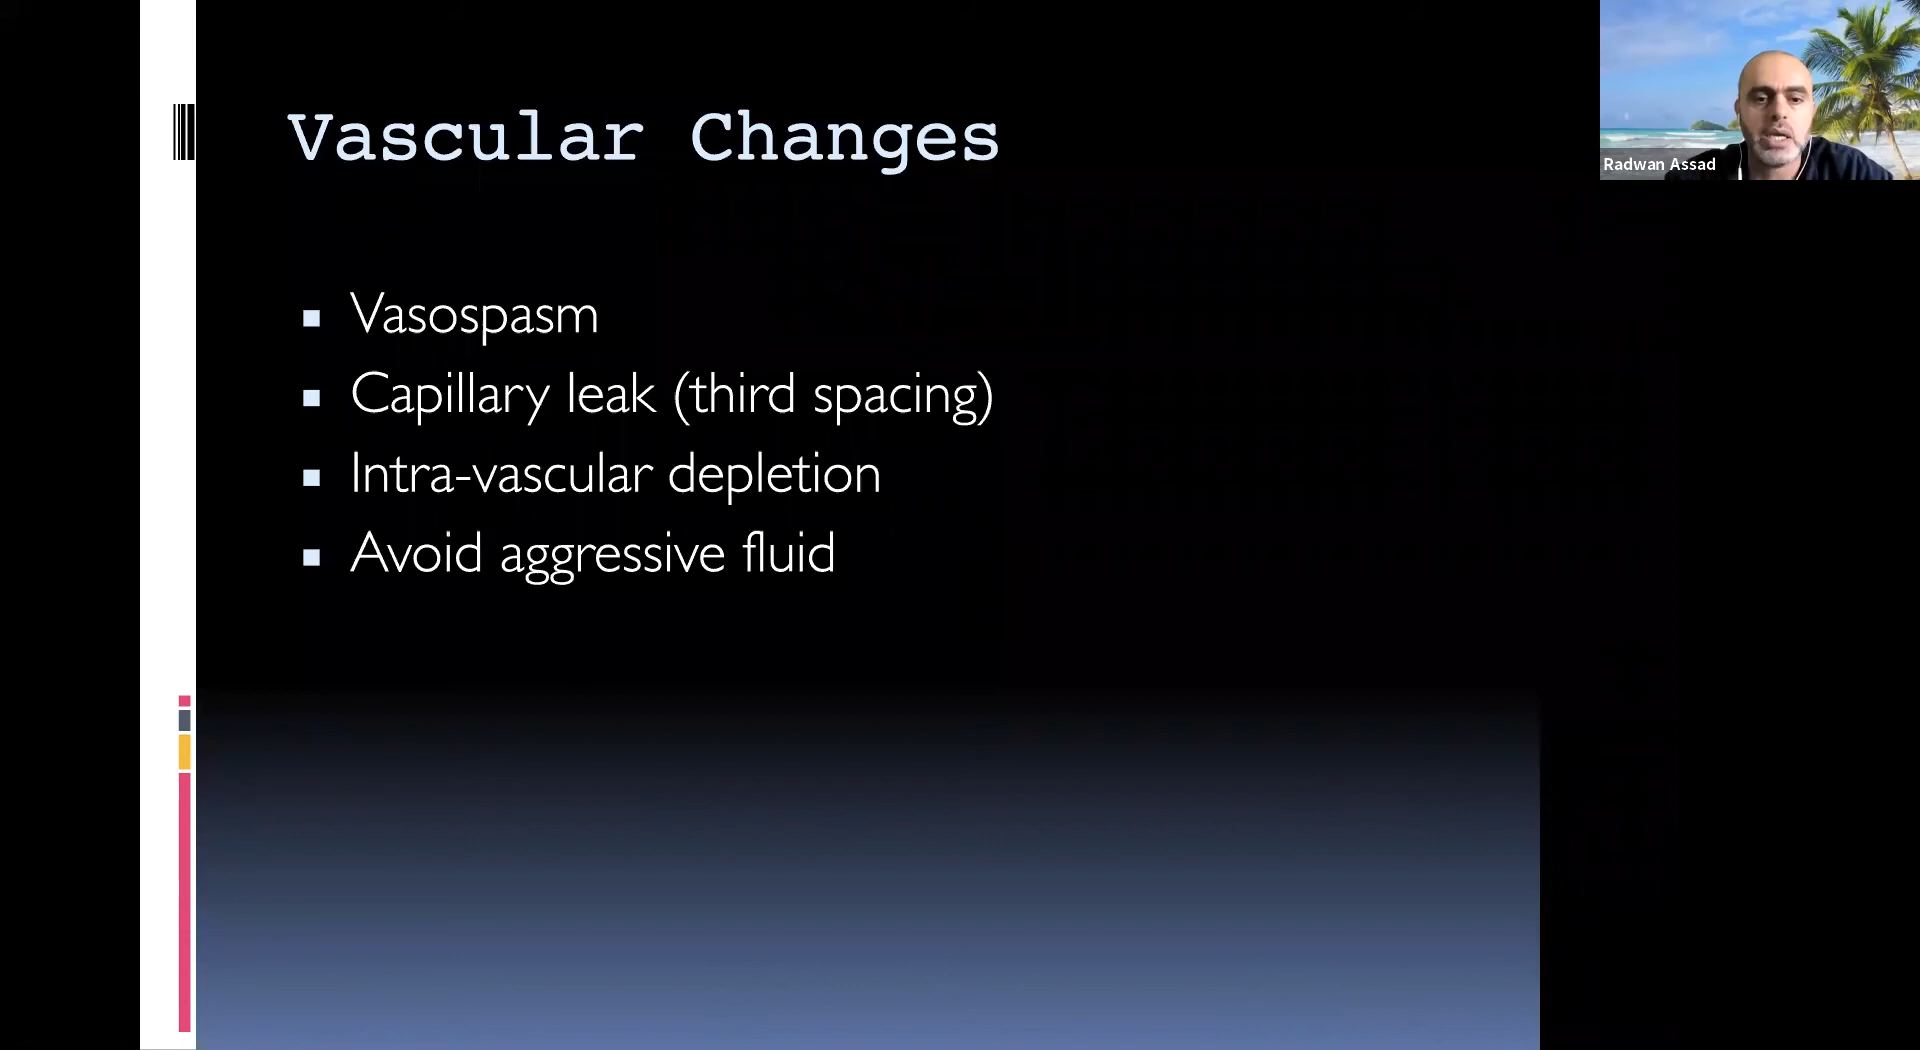 Vascular Changes
Vasospasm
Capillary leak (third spacing)
Intra-vascular depletion
Avoid aggressive fluid
Radwan Assad